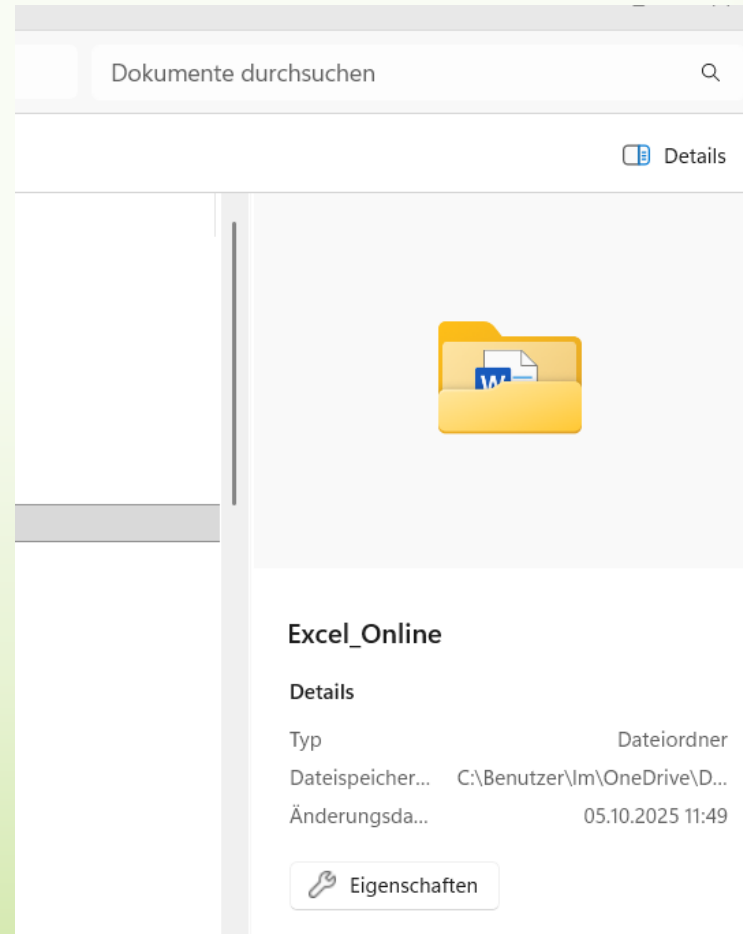 Dokumente durchsuchen
Details
W
Excel_Online
Details
Typ Dateiordner
Dateispeicher... C:\Benutzer\lm\OneDrive\D...
Änderungsda... 05.10.2025 11:49
Eigenschaften